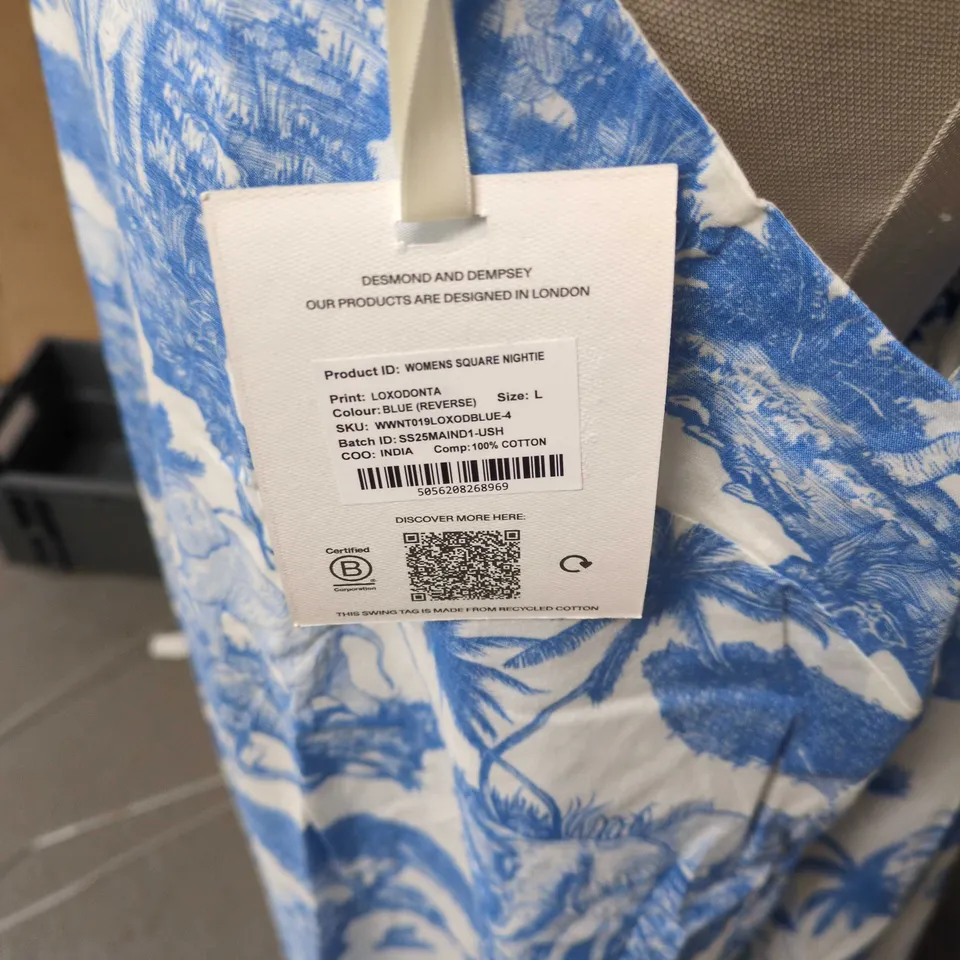 DESMOND AND DEMPSEY
OUR PRODUCTS ARE DESIGNED IN LONDON
Product ID: WOMENS SQUARE NIGHTIE
Print: LOXODONTA
Colour: BLUE (REVERSE) Size: L
SKU: WWNT019LOXODBLUE-4
Batch ID: SS25MAIND1-USH
COO: INDIA Comp: 100% COTTON
5056208268969
DISCOVER MORE HERE:
Certified
B
Corporation
THIS SWING TAG IS MADE FROM RECYCLED COTTON